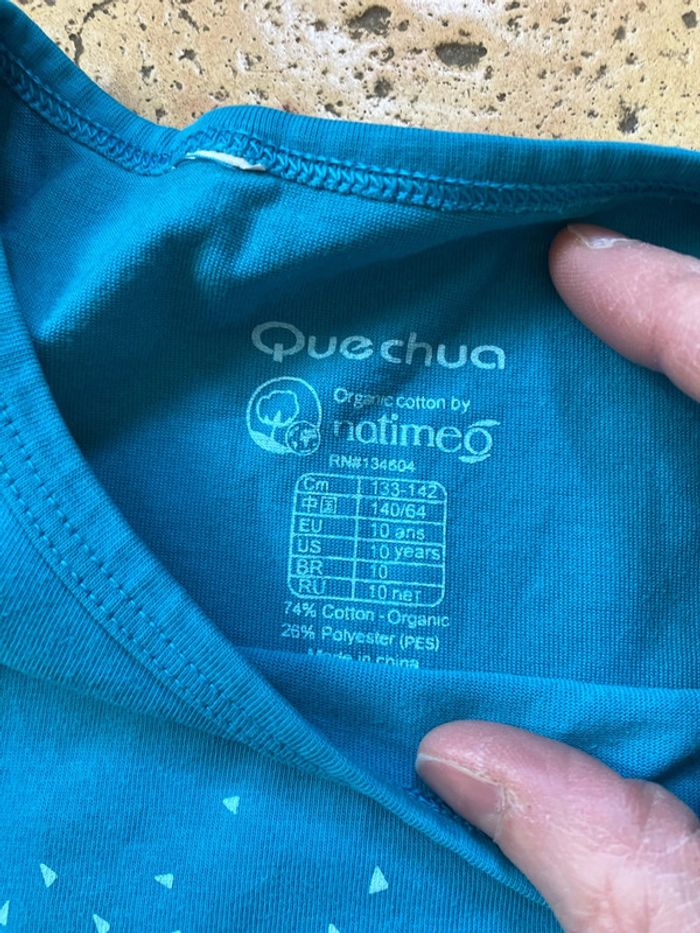 Quechua
Organic cotton by
natimeo
RN#134604
Cm 133-142
中国 140/64
EU 10 ans
US 10 years
BR 10
RU 10 лет
74% Cotton - Organic
26% Polyester (PES)
Made in china